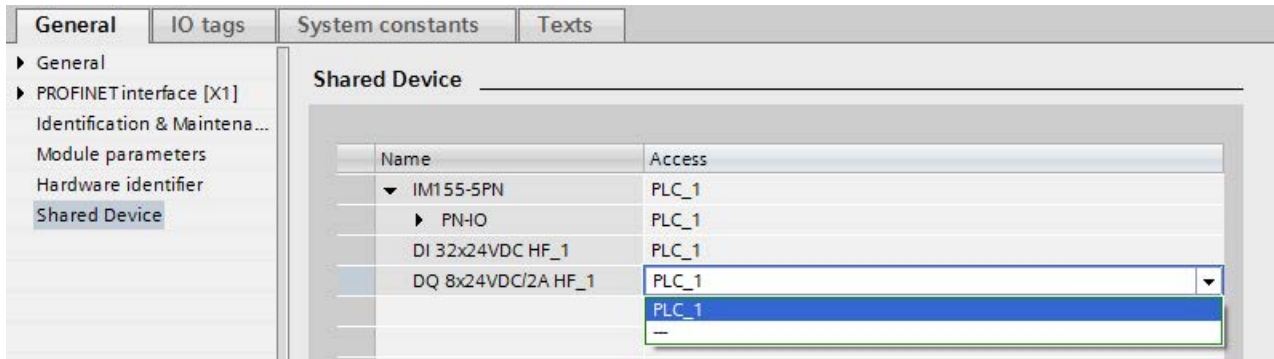 General IO tags System constants Texts
General
PROFINET interface [X1]
Identification & Maintena...
Module parameters
Hardware identifier
Shared Device
Shared Device
Name Access
IM155-5PN PLC_1
PN-IO PLC_1
DI 32x24VDC HF_1 PLC_1
DQ 8x24VDC/2A HF_1 PLC_1
PLC_1
---